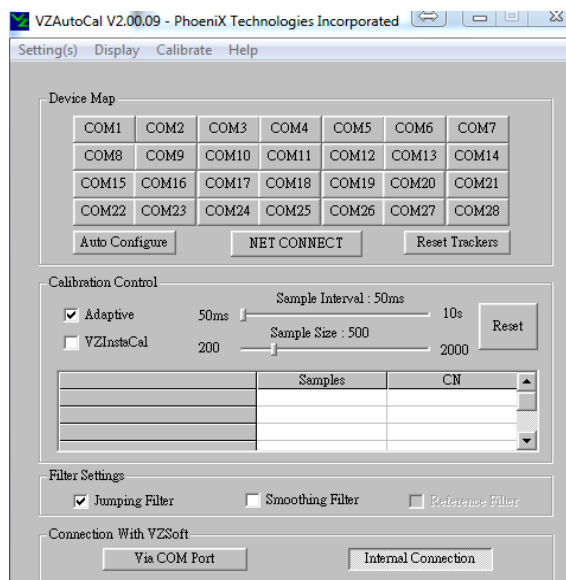 VZAutoCal V2.00.09 - PhoeniX Technologies Incorporated
Setting(s) Display Calibrate Help
Device Map
COM1 COM2 COM3 COM4 COM5 COM6 COM7
COM8 COM9 COM10 COM11 COM12 COM13 COM14
COM15 COM16 COM17 COM18 COM19 COM20 COM21
COM22 COM23 COM24 COM25 COM26 COM27 COM28
Auto Configure NET CONNECT Reset Trackers
Calibration Control
Sample Interval : 50ms
Adaptive 50ms 10s
Reset
Sample Size : 500
VZInstaCal 200 2000
Samples CN
Filter Settings
Jumping Filter Smoothing Filter Reference Filter
Connection With VZSoft
Via COM Port Internal Connection